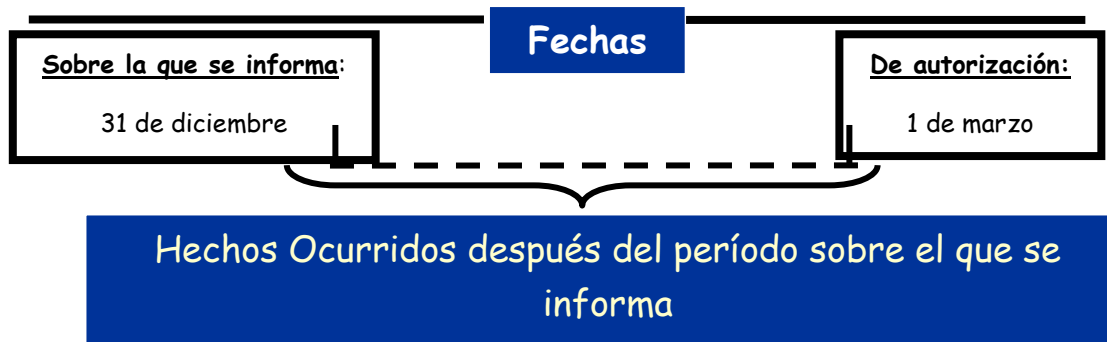 Fechas
Sobre la que se informa:
31 de diciembre
De autorización:
1 de marzo
Hechos Ocurridos después del período sobre el que se
informa